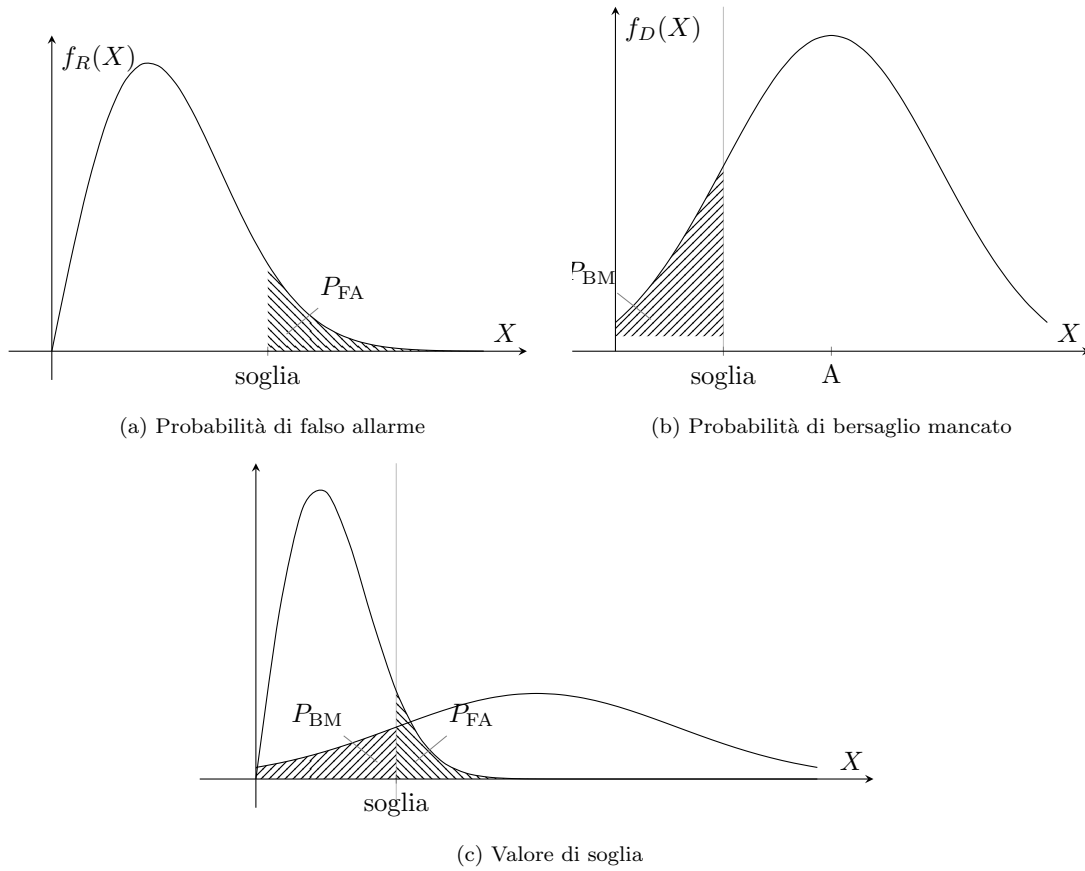 f_R(X)
P_FA
X
soglia
(a) Probabilità di falso allarme
f_D(X)
P_BM
soglia
A
(b) Probabilità di bersaglio mancato
P_BM
P_FA
X
soglia
(c) Valore di soglia